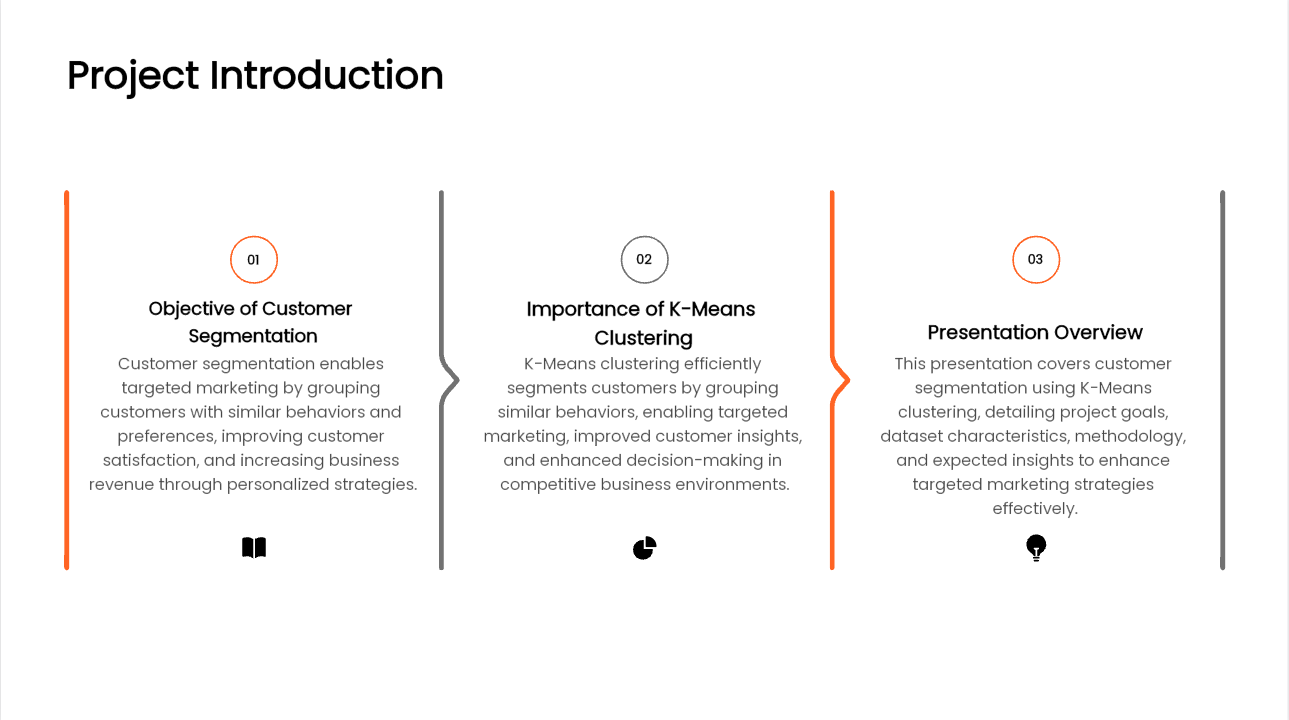 Project Introduction
01
Objective of Customer
Segmentation
Customer segmentation enables
targeted marketing by grouping
customers with similar behaviors and
preferences, improving customer
satisfaction, and increasing business
revenue through personalized strategies.
02
Importance of K-Means
Clustering
K-Means clustering efficiently
segments customers by grouping
similar behaviors, enabling targeted
marketing, improved customer insights,
and enhanced decision-making in
competitive business environments.
03
Presentation Overview
This presentation covers customer
segmentation using K-Means
clustering, detailing project goals,
dataset characteristics, methodology,
and expected insights to enhance
targeted marketing strategies
effectively.